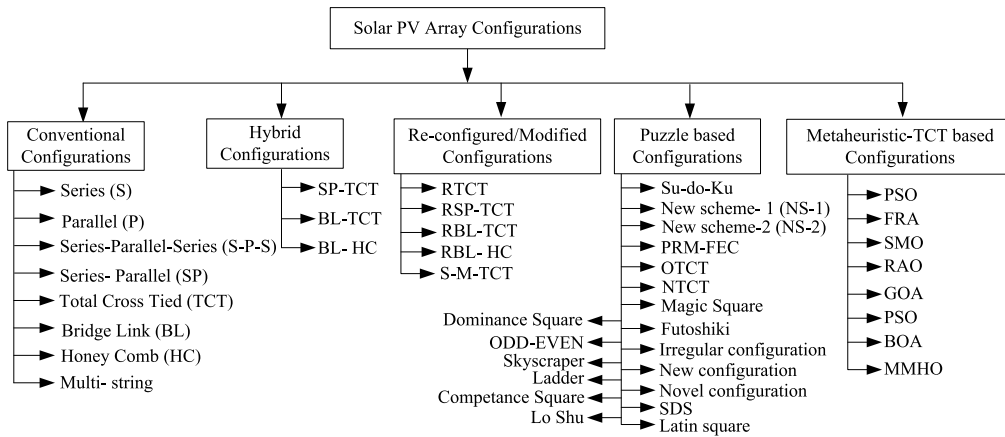 Solar PV Array Configurations
Conventional
Configurations
Series (S)
Parallel (P)
Series-Parallel-Series (S-P-S)
Series- Parallel (SP)
Total Cross Tied (TCT)
Bridge Link (BL)
Honey Comb (HC)
Multi- string
Hybrid
Configurations
SP-TCT
BL-TCT
BL- HC
Re-configured/Modified
Configurations
RTCT
RSP-TCT
RBL-TCT
RBL- HC
S-M-TCT
Puzzle based
Configurations
Su-do-Ku
New scheme- 1 (NS-1)
New scheme-2 (NS-2)
PRM-FEC
OTCT
NTCT
Magic Square
Futoshiki
Irregular configuration
New configuration
Novel configuration
SDS
Latin square
Dominance Square
ODD-EVEN
Skyscraper
Ladder
Competance Square
Lo Shu
Metaheuristic-TCT based
Configurations
PSO
FRA
SMO
RAO
GOA
PSO
BOA
MMHO